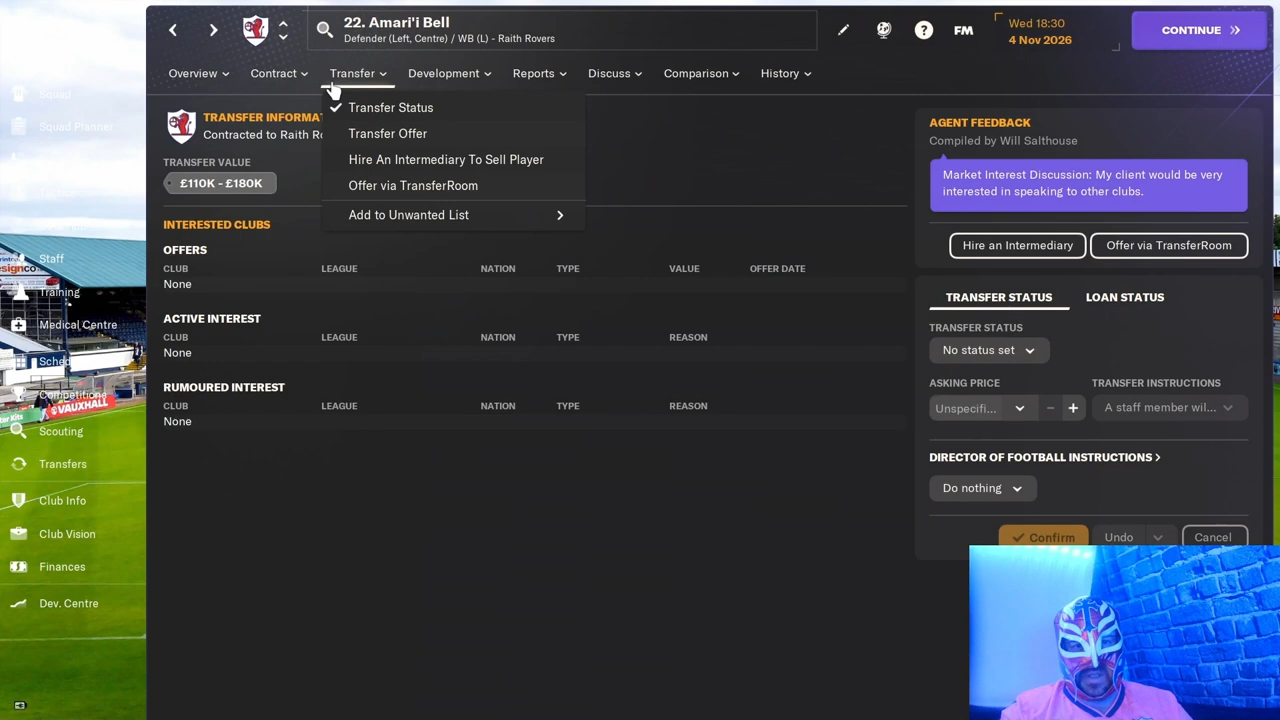 22. Amari'i Bell
Defender (Left, Centre) / WB (L) - Raith Rovers
FM
Wed 18:30
4 Nov 2026
CONTINUE
Overview
Contract
Transfer
Development
Reports
Discuss
Comparison
History
Transfer Status
Transfer Offer
Hire An Intermediary To Sell Player
Offer via TransferRoom
Add to Unwanted List
Squad
Squad Planner
Staff
Training
Medical Centre
Sched
Competitions
Scouting
Transfers
Club Info
Club Vision
Finances
Dev. Centre
VAUXHALL
TRANSFER INFORMAT
Contracted to Raith Ro
TRANSFER VALUE
£110K - £180K
INTERESTED CLUBS
OFFERS
CLUB LEAGUE NATION TYPE VALUE OFFER DATE
None
ACTIVE INTEREST
CLUB LEAGUE NATION TYPE REASON
None
RUMOURED INTEREST
CLUB LEAGUE NATION TYPE REASON
None
AGENT FEEDBACK
Compiled by Will Salthouse
Market Interest Discussion: My client would be very
interested in speaking to other clubs.
Hire an Intermediary
Offer via TransferRoom
TRANSFER STATUS LOAN STATUS
TRANSFER STATUS
No status set
ASKING PRICE TRANSFER INSTRUCTIONS
Unspecifi... A staff member wil...
DIRECTOR OF FOOTBALL INSTRUCTIONS >
Do nothing
Confirm Undo Cancel